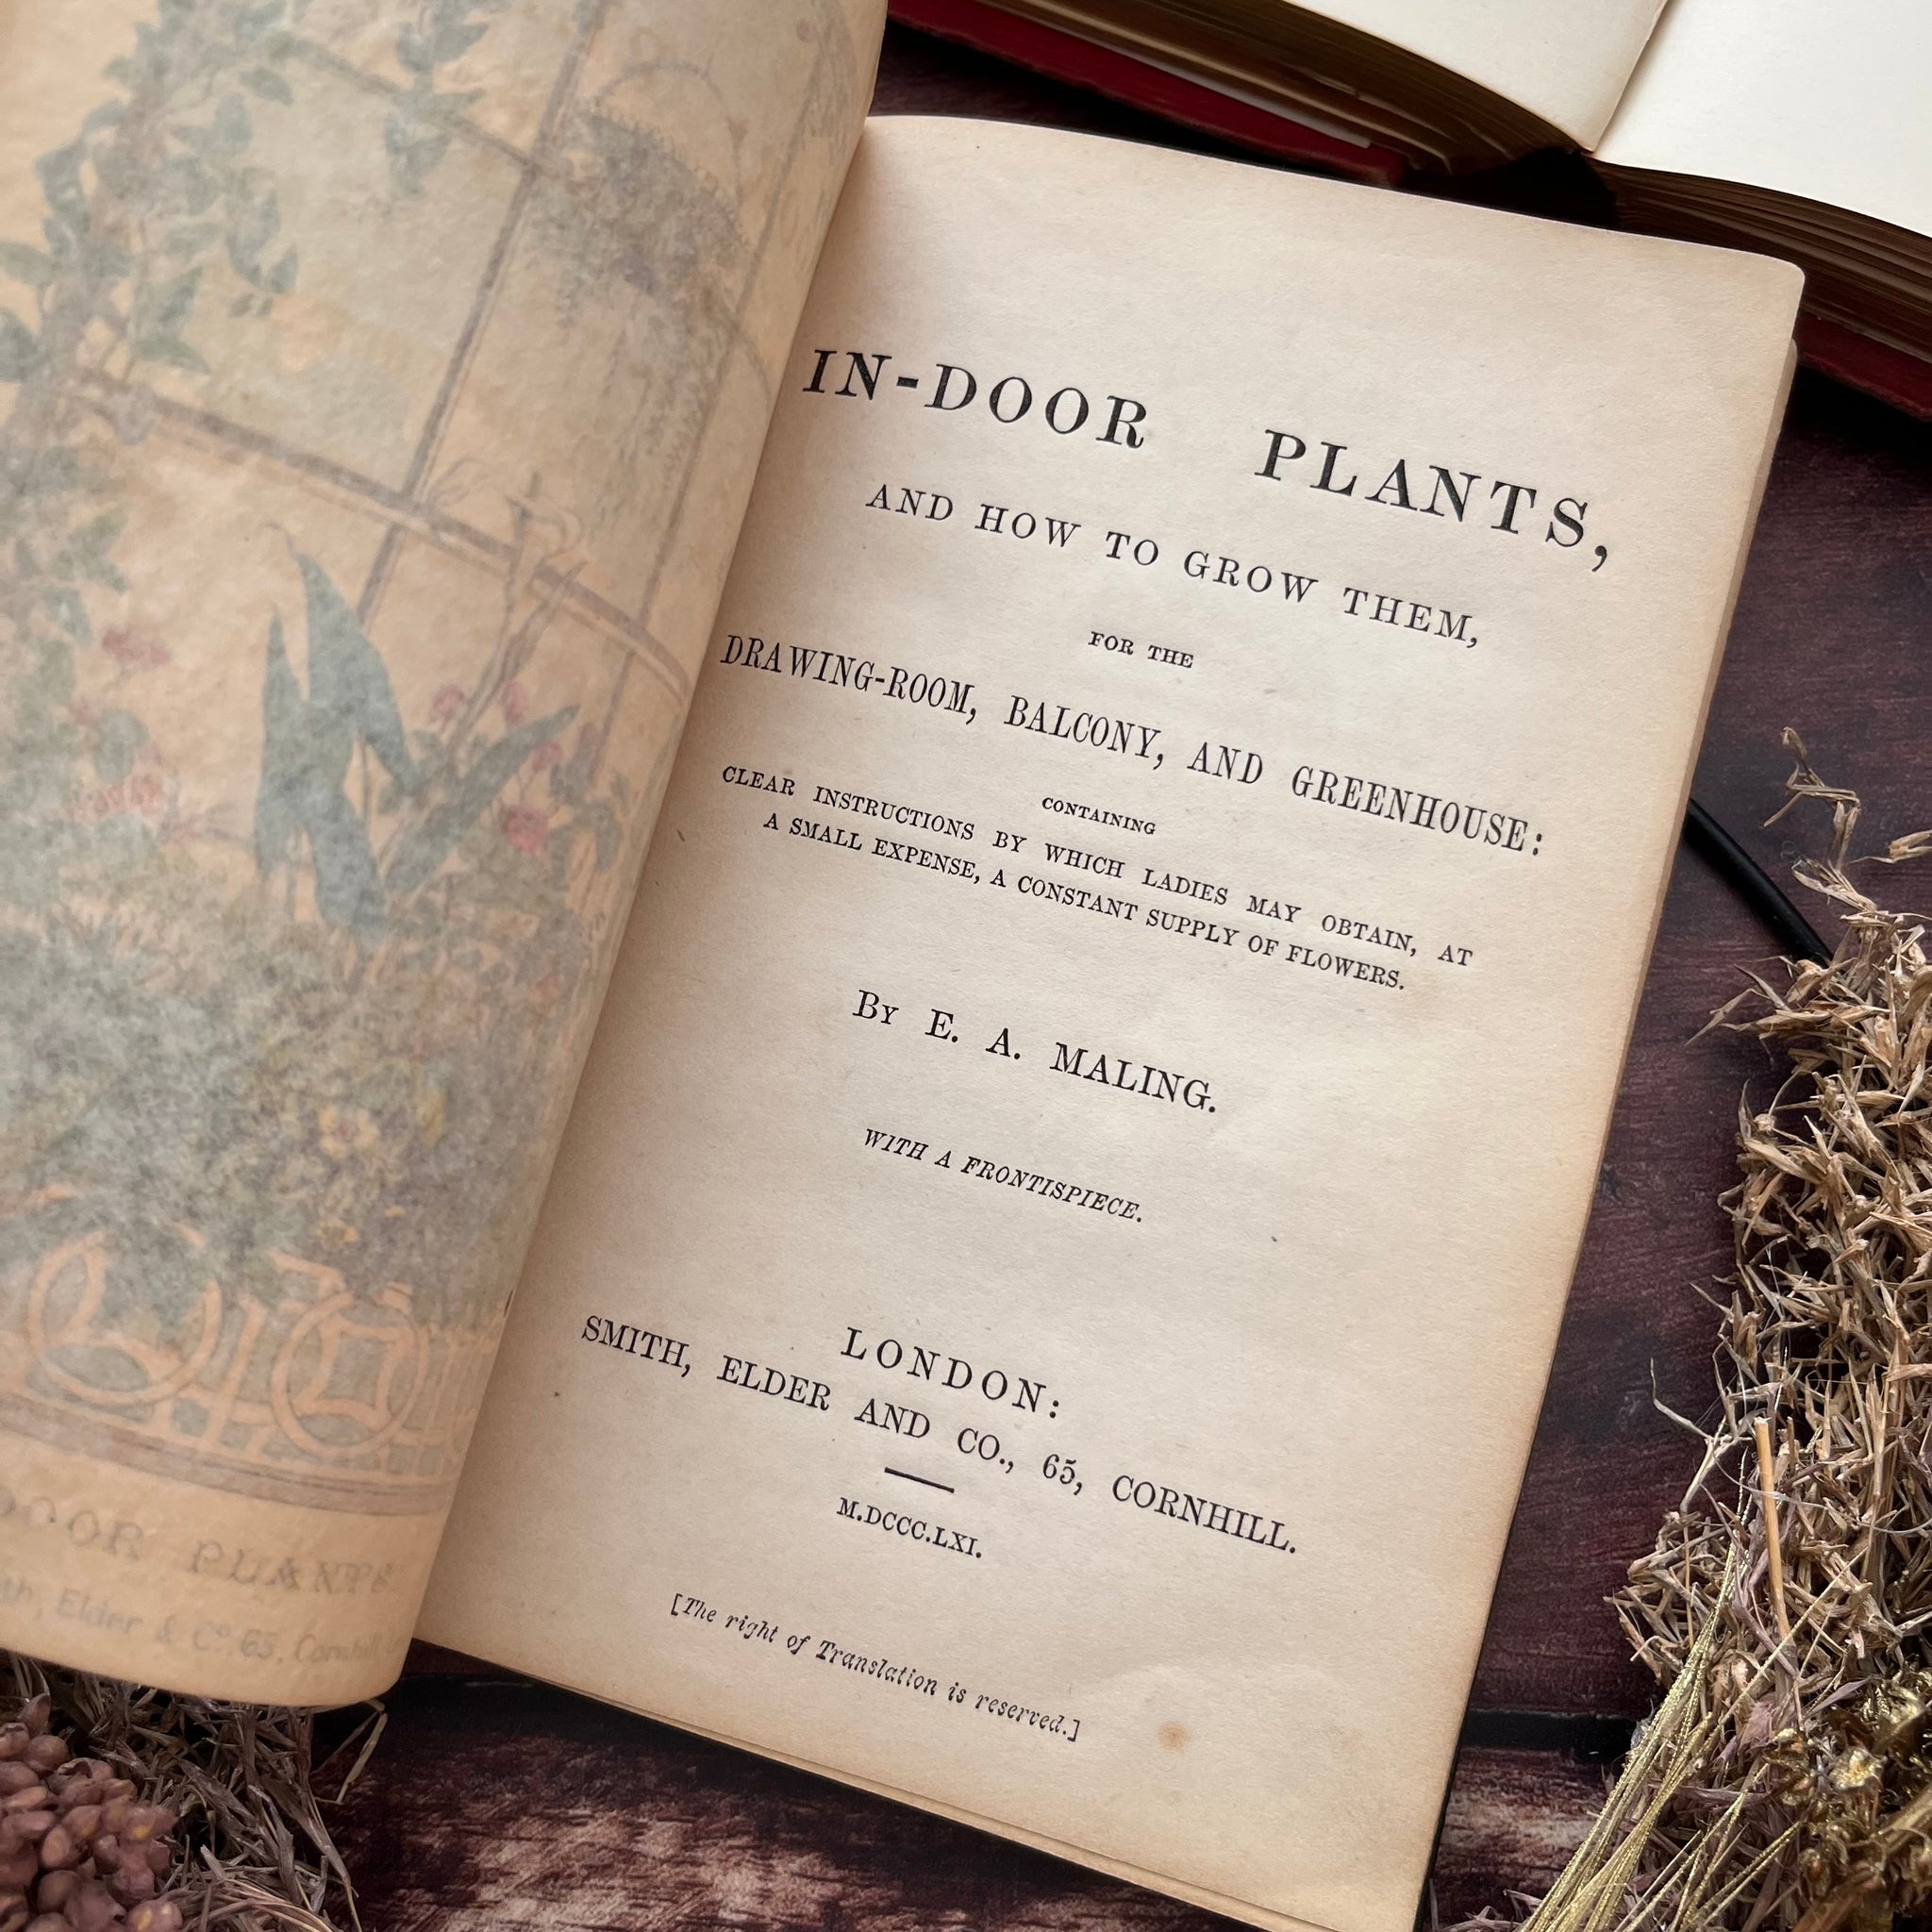 IN-DOOR PLANTS,
AND HOW TO GROW THEM,
FOR THE
DRAWING-ROOM, BALCONY, AND GREENHOUSE:
CONTAINING
CLEAR INSTRUCTIONS BY WHICH LADIES MAY OBTAIN, AT
A SMALL EXPENSE, A CONSTANT SUPPLY OF FLOWERS.
BY E. A. MALING.
WITH A FRONTISPIECE.
LONDON:
SMITH, ELDER AND CO., 65, CORNHILL.
M.DCCC.LXI.
[The right of Translation is reserved.]
PLANTS
Elder & Co. 65, Cornhill